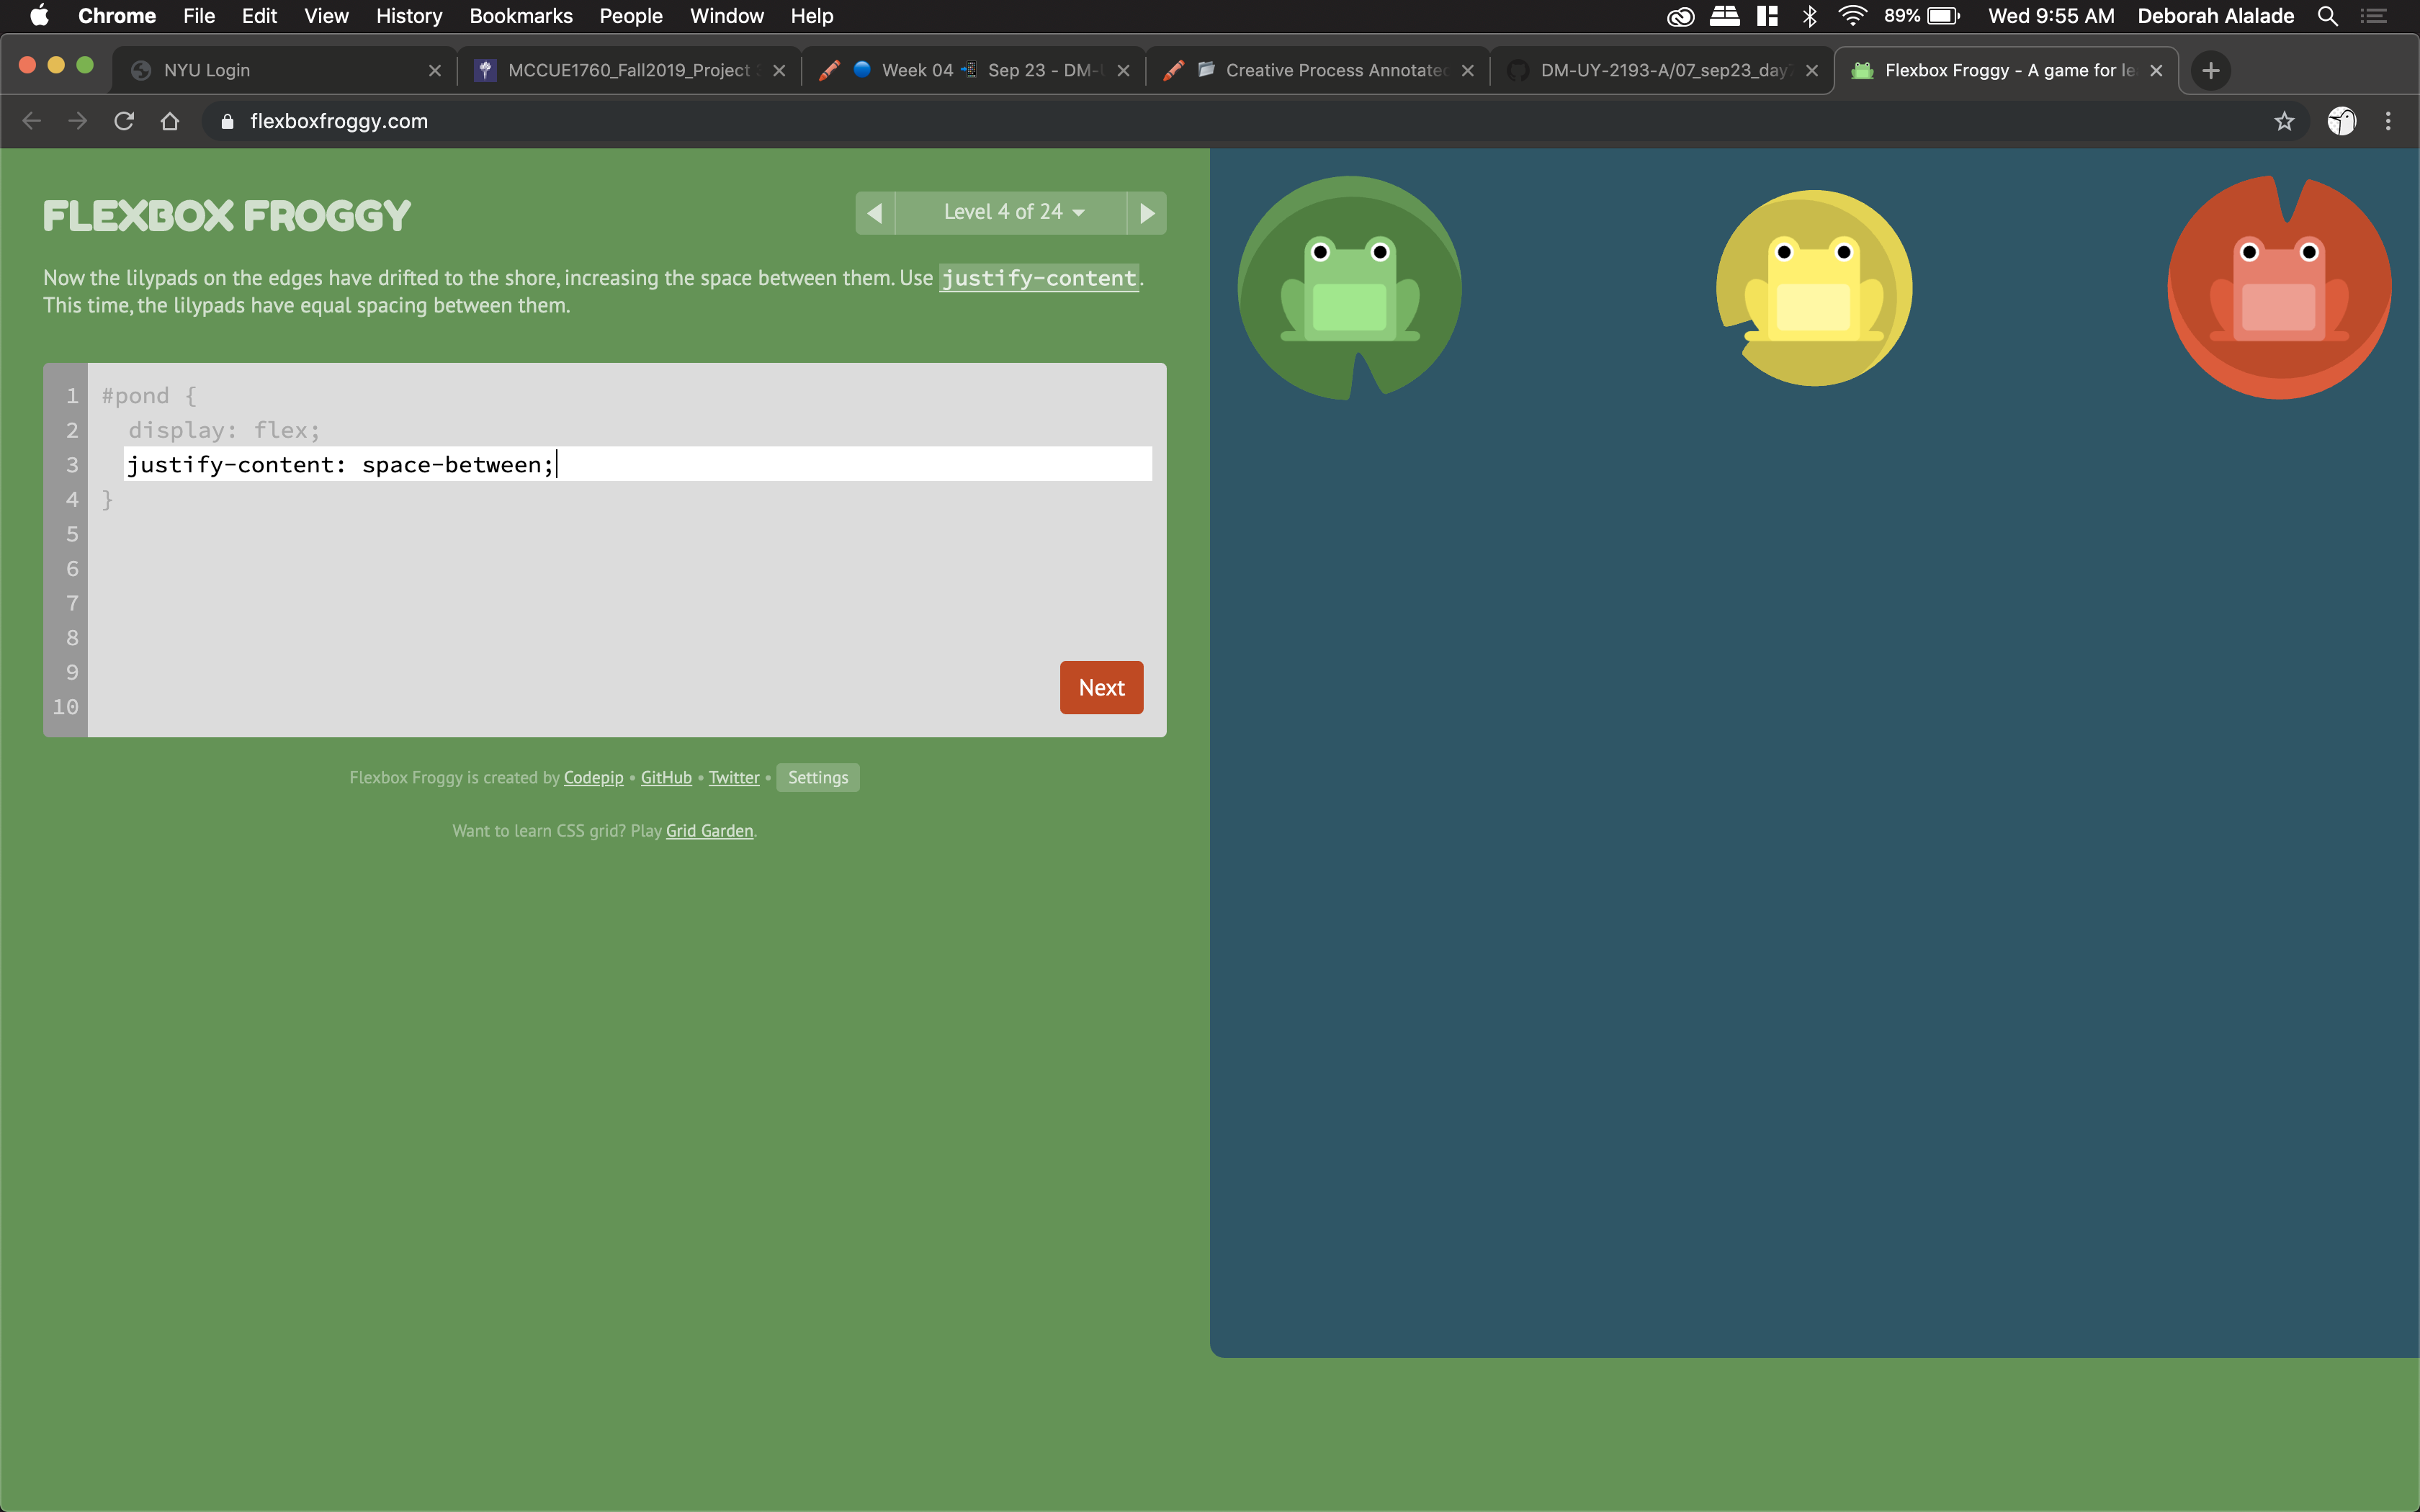 Chrome File Edit View History Bookmarks People Window Help 89% Wed 9:55 AM Deborah Alalade
NYU Login MCCUE1760_Fall2019_Project Week 04 Sep 23 - DM- Creative Process Annotated DM-UY-2193-A/07_sep23_day Flexbox Froggy - A game for le
flexboxfroggy.com
FLEXBOX FROGGY
Level 4 of 24
Now the lilypads on the edges have drifted to the shore, increasing the space between them. Use justify-content.
This time, the lilypads have equal spacing between them.
1 #pond {
2 display: flex;
3 justify-content: space-between;
4 }
5
6
7
8
9
10
Next
Flexbox Froggy is created by Codepip • GitHub • Twitter • Settings
Want to learn CSS grid? Play Grid Garden.